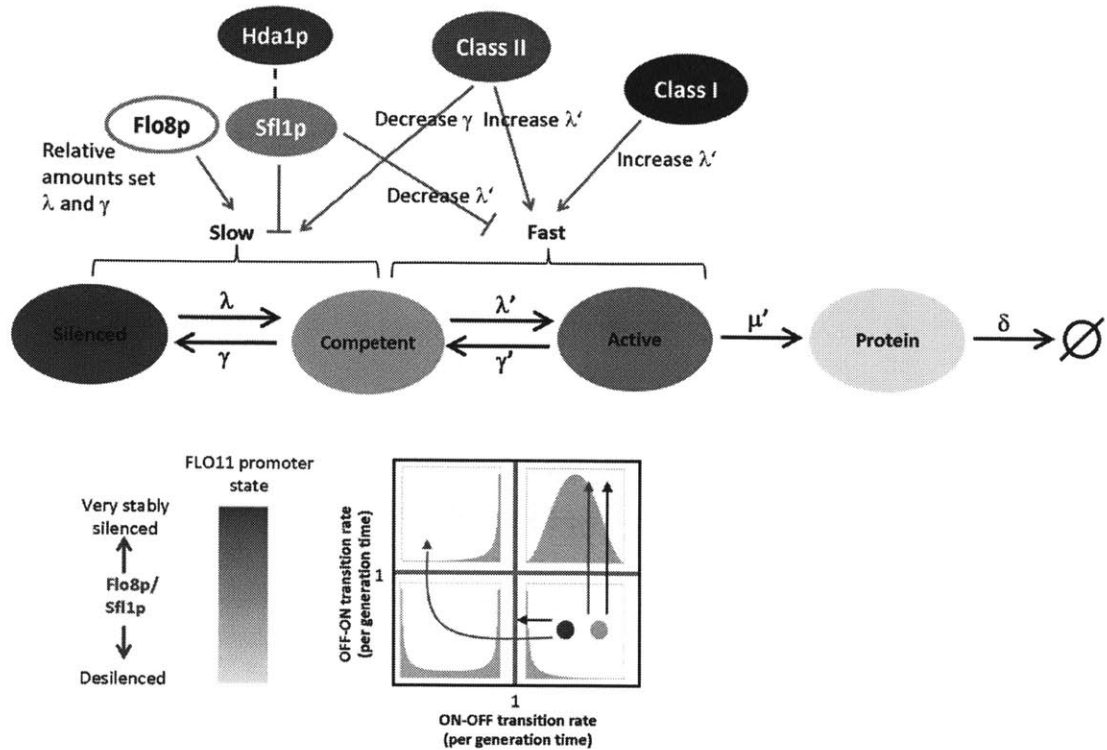 Hda1p
Class II
Class I
Flo8p
Sfl1p
Decrease γ Increase λ‘
Relative
amounts set
λ and γ
Increase λ‘
Decrease λ‘
Slow
Fast
Silenced
λ
γ
Competent
λ’
γ’
Active
μ’
Protein
δ
∅
FLO11 promoter
state
Very stably
silenced
Flo8p/
Sfl1p
Desilenced
OFF-ON transition rate
(per generation time)
1
1
ON-OFF transition rate
(per generation time)